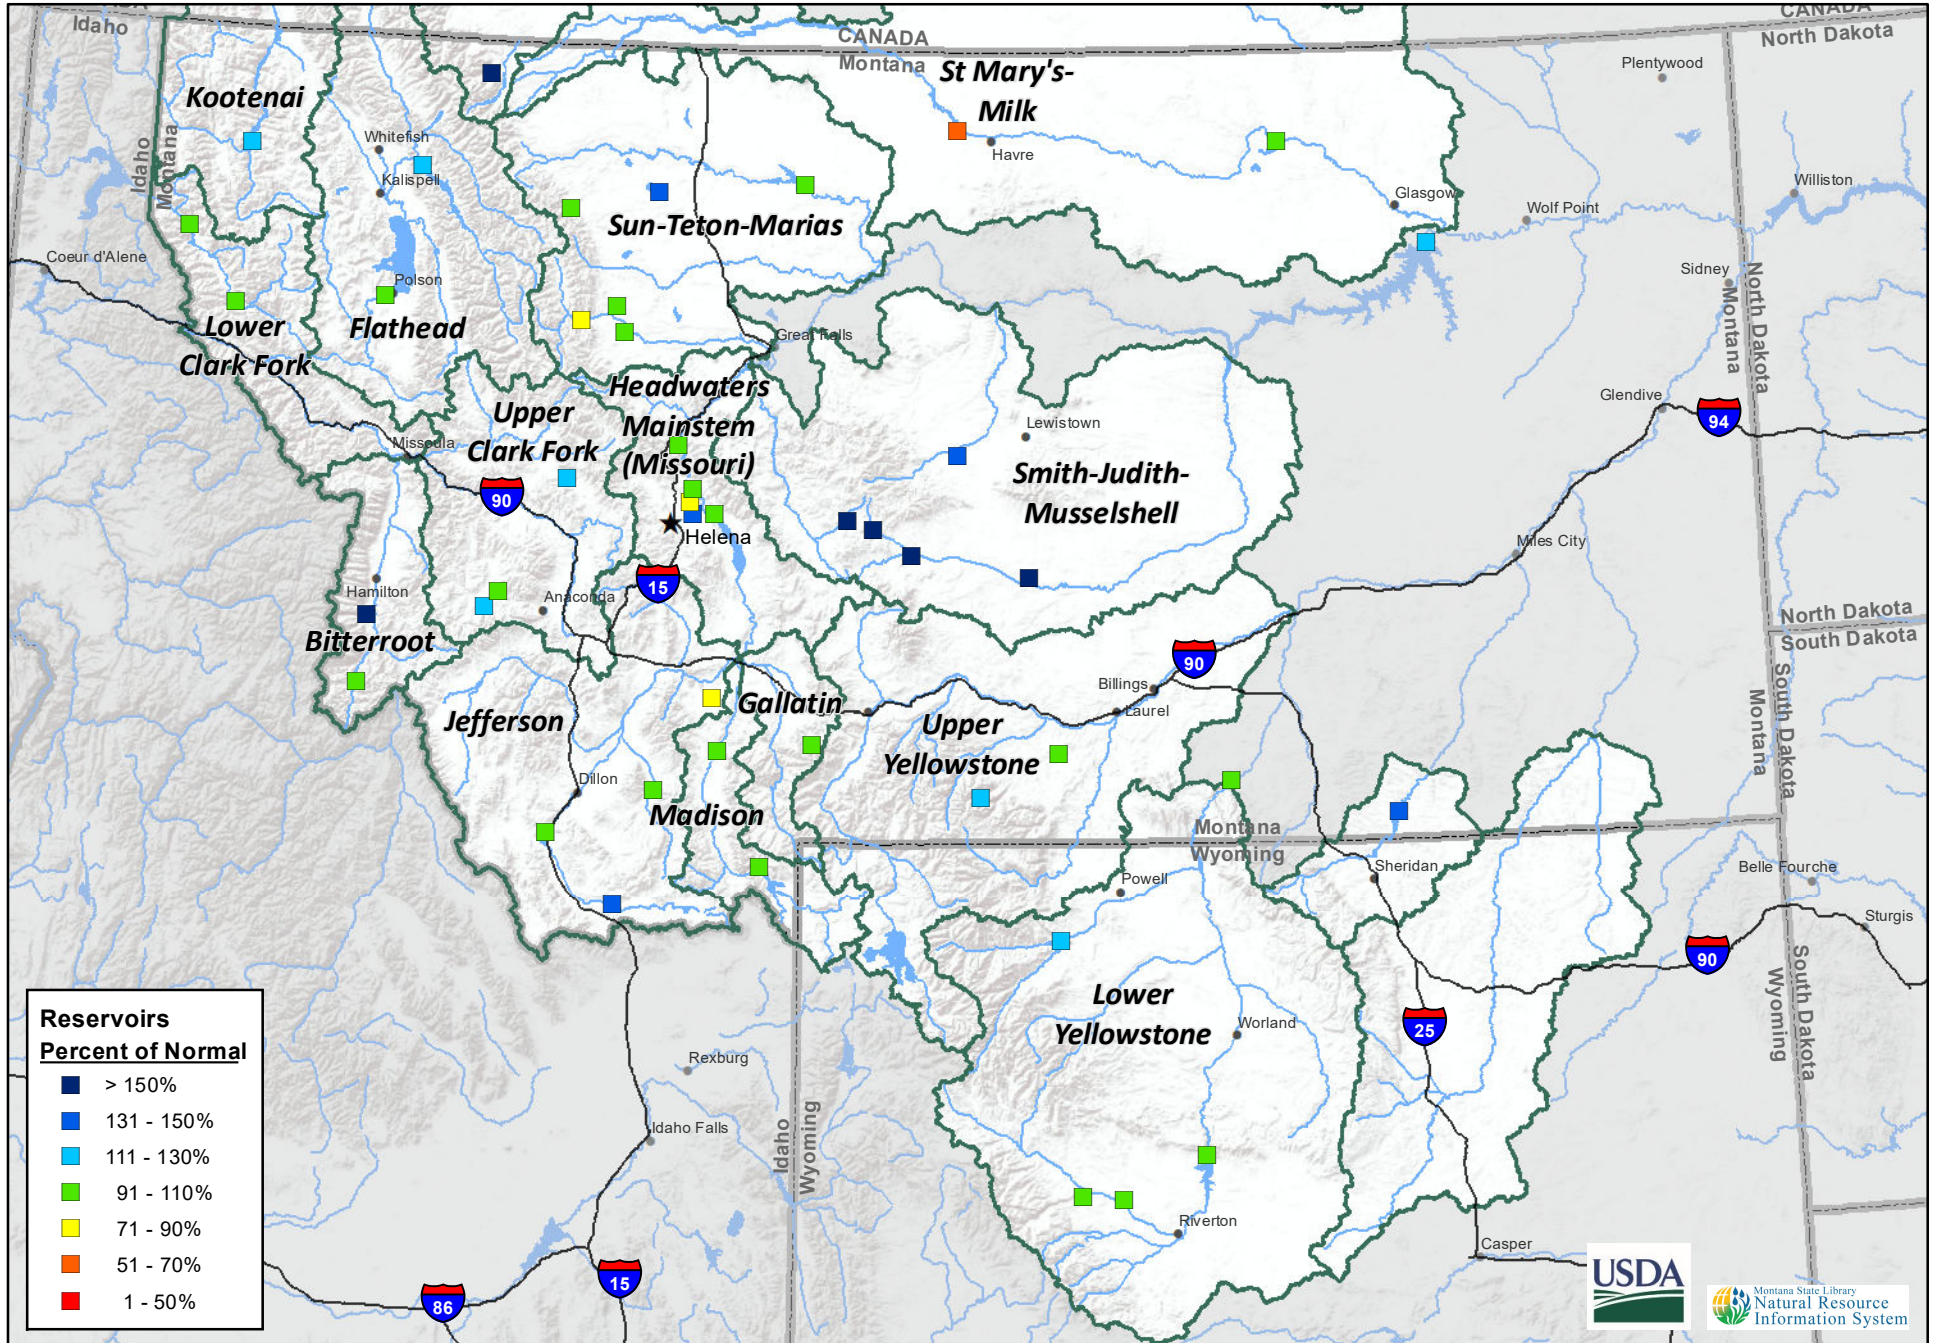 CANADA
Idaho
CANADA
Montana
CANADA
North Dakota
St Mary's-
Milk
Kootenai
Plentywood
Whitefish
Havre
Idaho
Montana
Kalispell
Glasgow
Williston
Wolf Point
Sun-Teton-Marias
Coeur d'Alene
Polson
Sidney
North Dakota
Montana
Lower
Clark Fork
Flathead
Great Falls
Headwaters
Mainstem
(Missouri)
Upper
Clark Fork
Glendive
94
Lewistown
Missoula
Smith-Judith-
Musselshell
90
Helena
Miles City
15
Hamilton
Anaconda
North Dakota
South Dakota
Bitterroot
90
Billings
Laurel
Jefferson
Gallatin
Upper
Yellowstone
South Dakota
Montana
Dillon
Madison
Montana
Wyoming
Powell
Sheridan
Belle Fourche
Sturgis
90
South Dakota
Wyoming
Lower
Yellowstone
Worland
25
Reservoirs
Percent of Normal
> 150%
131 - 150%
111 - 130%
91 - 110%
71 - 90%
51 - 70%
1 - 50%
Rexburg
Idaho Falls
Idaho
Wyoming
Riverton
Casper
15
86
USDA
Montana State Library
Natural Resource
Information System